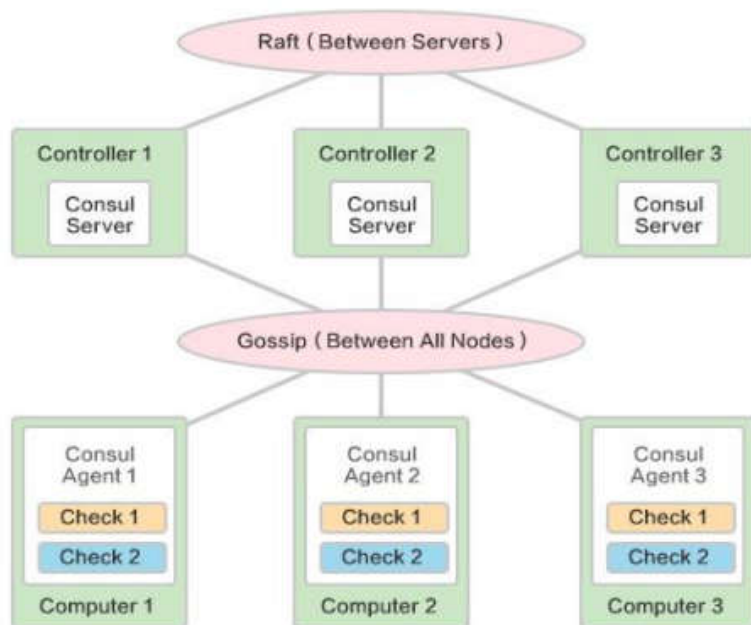 Raft ( Between Servers )
Controller 1
Controller 2
Controller 3
Consul
Server
Consul
Server
Consul
Server
Gossip ( Between All Nodes )
Consul
Agent 1
Consul
Agent 2
Consul
Agent 3
Check 1
Check 1
Check 1
Check 2
Check 2
Check 2
Computer 1
Computer 2
Computer 3